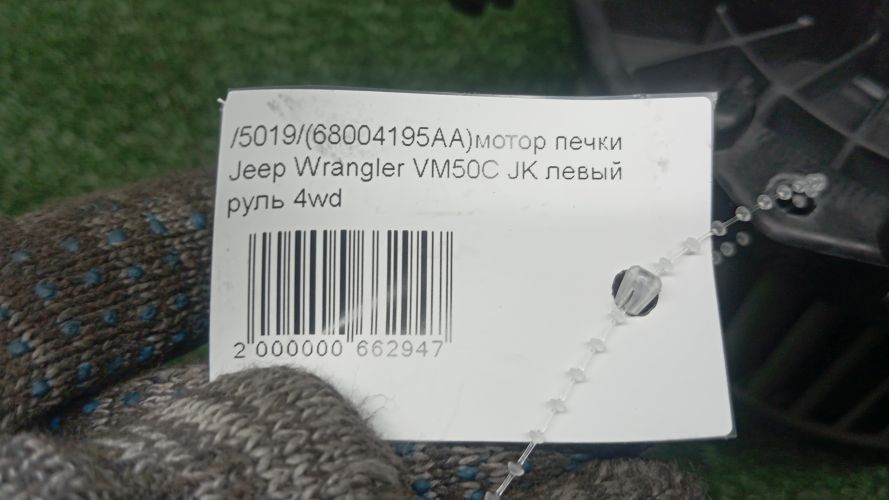 /5019/(68004195AA)мотор печки
Jeep Wrangler VM50C JK левый
руль 4wd
2 000000 662947